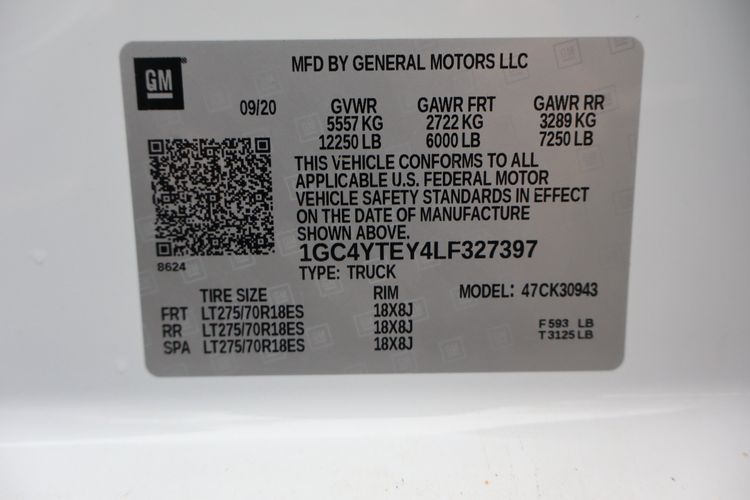 GM
MFD BY GENERAL MOTORS LLC
09/20 GVWR GAWR FRT GAWR RR
5557 KG 2722 KG 3289 KG
12250 LB 6000 LB 7250 LB
THIS VEHICLE CONFORMS TO ALL
APPLICABLE U.S. FEDERAL MOTOR
VEHICLE SAFETY STANDARDS IN EFFECT
ON THE DATE OF MANUFACTURE
SHOWN ABOVE.
8624
1GC4YTEY4LF327397
TYPE: TRUCK
TIRE SIZE RIM MODEL: 47CK30943
FRT LT275/70R18ES 18X8J
RR LT275/70R18ES 18X8J
SPA LT275/70R18ES 18X8J
F 593 LB
T 3125 LB